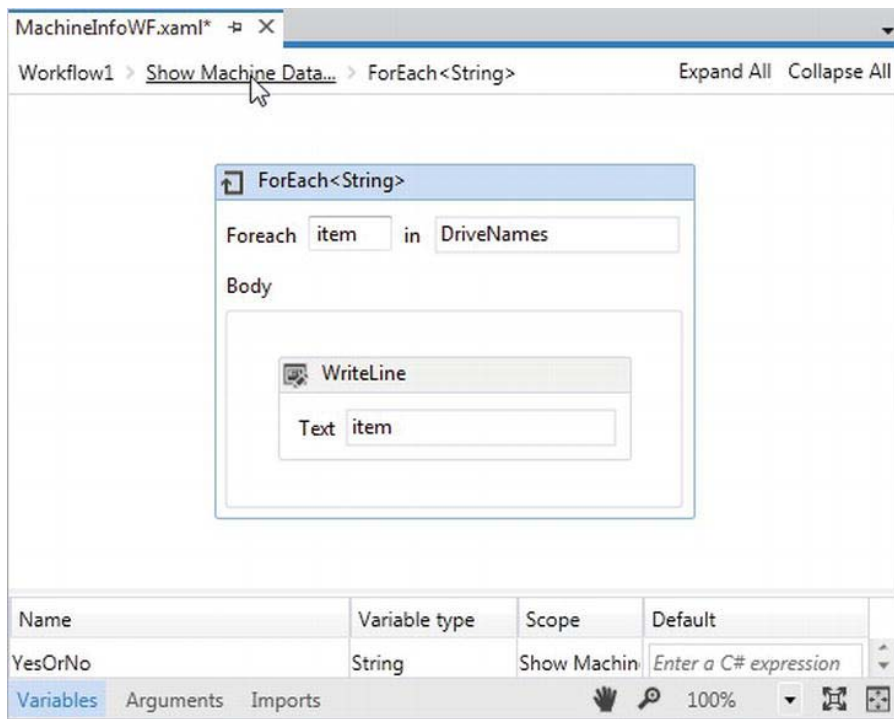 MachineInfoWF.xaml*
Workflow1 > Show Machine Data... > ForEach<String> Expand All Collapse All
ForEach<String>
Foreach item in DriveNames
Body
WriteLine
Text item
Name Variable type Scope Default
YesOrNo String Show Machin Enter a C# expression
Variables Arguments Imports 100%